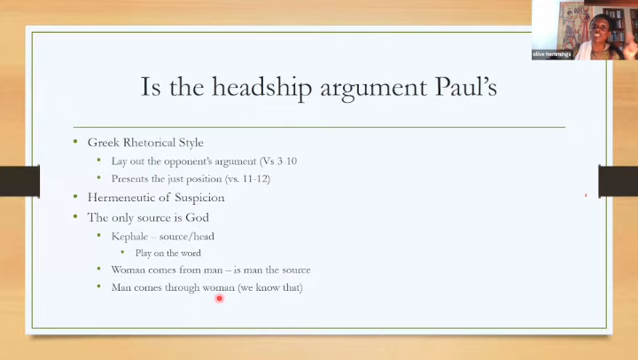 olive hemmings
Is the headship argument Paul's
Greek Rhetorical Style
Lay out the opponent's argument (Vs 3-10
Presents the just position (vs. 11-12)
Hermeneutic of Suspicion
The only source is God
Kephale – source/head
Play on the word
Woman comes from man – is man the source
Man comes through woman (we know that)